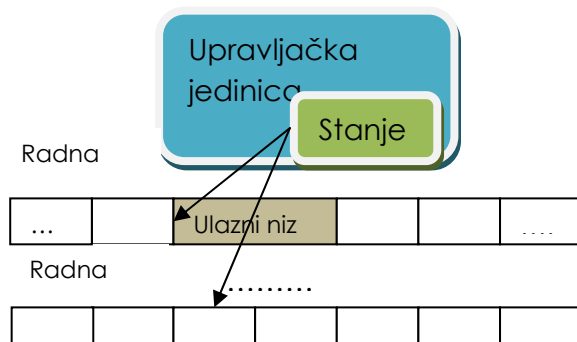 Upravljačka
jedinica
Stanje
Radna
...
Ulazni niz
....
Radna
.........